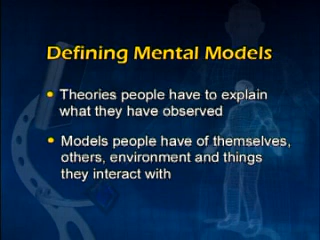 Defining Mental Models
• Theories people have to explain
what they have observed
• Models people have of themselves,
others, environment and things
they interact with